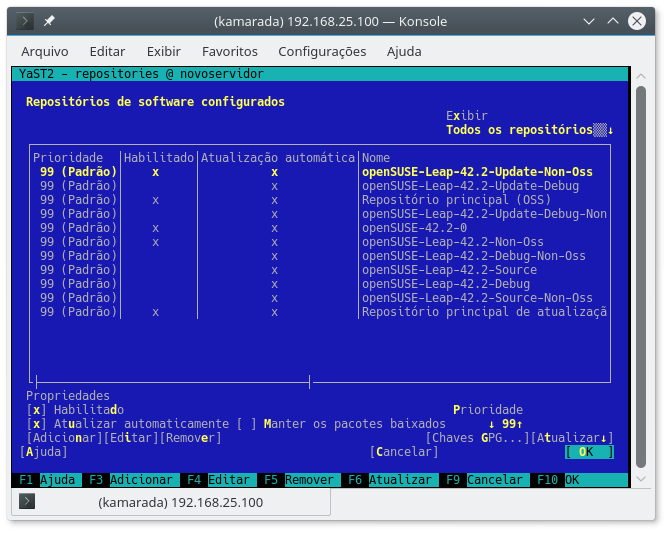 (kamarada) 192.168.25.100 — Konsole
Arquivo Editar Exibir Favoritos Configurações Ajuda
YaST2 - repositories @ novoservidor
Repositórios de software configurados
Exibir
Todos os repositórios↓
Prioridade Habilitado Atualização automática Nome
99 (Padrão) x x openSUSE-Leap-42.2-Update-Non-Oss
99 (Padrão) x openSUSE-Leap-42.2-Update-Debug
99 (Padrão) x x Repositório principal (OSS)
99 (Padrão) x openSUSE-Leap-42.2-Update-Debug-Non
99 (Padrão) x x openSUSE-42.2-0
99 (Padrão) x x openSUSE-Leap-42.2-Non-Oss
99 (Padrão) x openSUSE-Leap-42.2-Debug-Non-Oss
99 (Padrão) x openSUSE-Leap-42.2-Source
99 (Padrão) x openSUSE-Leap-42.2-Debug
99 (Padrão) x openSUSE-Leap-42.2-Source-Non-Oss
99 (Padrão) x x Repositório principal de atualizaçã
Propriedades
[x] Habilitado Prioridade
[x] Atualizar automaticamente [ ] Manter os pacotes baixados ↓ 99↑
[Adicionar][Editar][Remover] [Chaves GPG...][Atualizar↓]
[Ajuda] [Cancelar] [ OK ]
F1 Ajuda F3 Adicionar F4 Editar F5 Remover F6 Atualizar F9 Cancelar F10 OK
(kamarada) 192.168.25.100